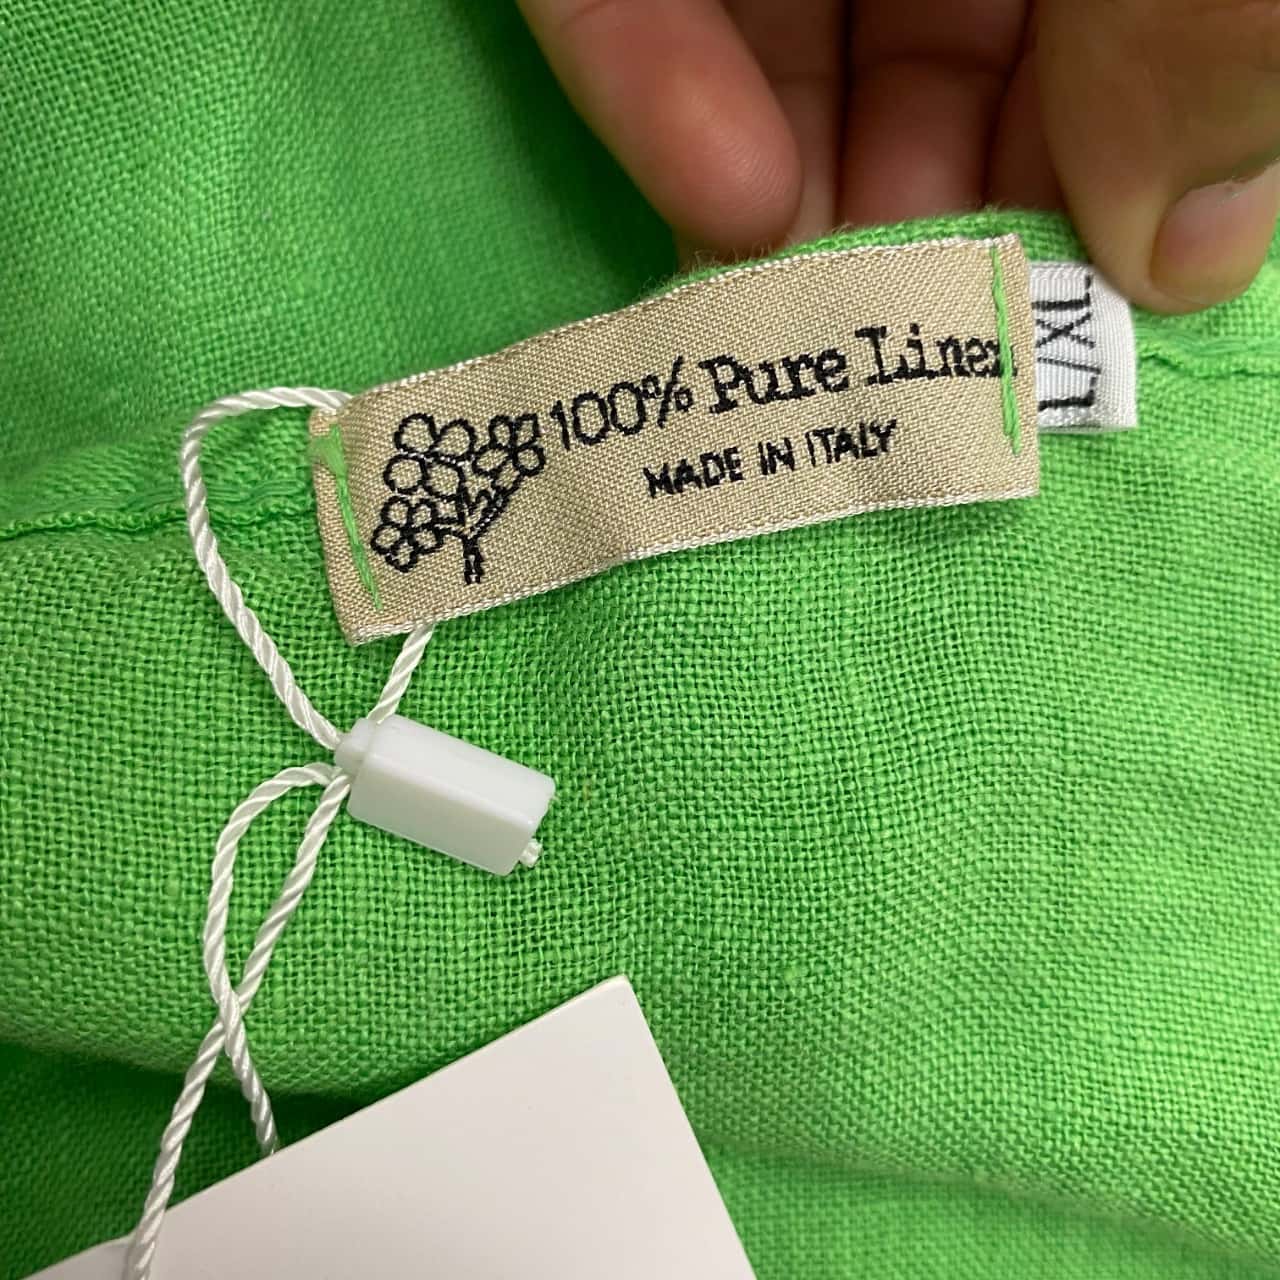 100% Pure Linen
MADE IN ITALY
L/XL